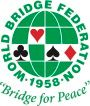 WORLD BRIDGE FEDERATION
• 1958 •
"Bridge for Peace"